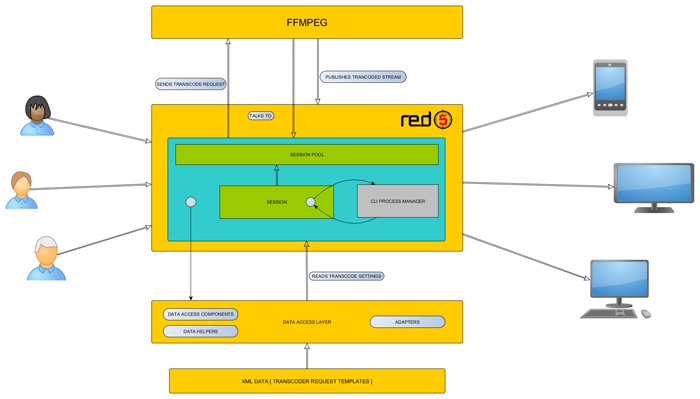 FFMPEG
SENDS TRANSCODE REQUEST
PUBLISHES TRANCODED STREAM
TALKS TO
red5
SESSION POOL
SESSION
CLI PROCESS MANAGER
READS TRANSCODE SETTINGS
DATA ACCESS COMPONENTS
DATA HELPERS
DATA ACCESS LAYER
ADAPTERS
XML DATA [ TRANSCODER REQUEST TEMPLATES ]